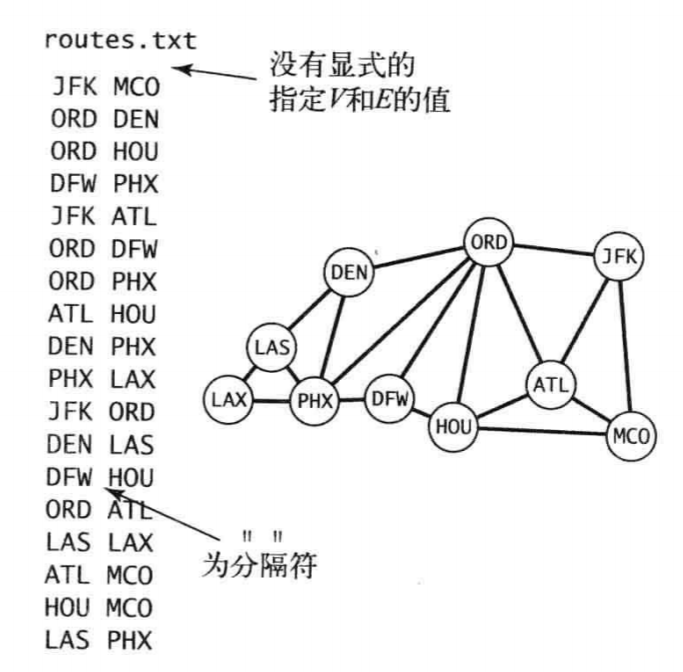 routes.txt
没有显式的
指定V和E的值
JFK MCO
ORD DEN
ORD HOU
DFW PHX
JFK ATL
ORD DFW
ORD PHX
ATL HOU
DEN PHX
PHX LAX
JFK ORD
DEN LAS
DFW HOU
ORD ATL
LAS LAX
ATL MCO
HOU MCO
LAS PHX
" "
为分隔符
ORD
JFK
DEN
LAS
ATL
LAX
PHX
DFW
HOU
MCO